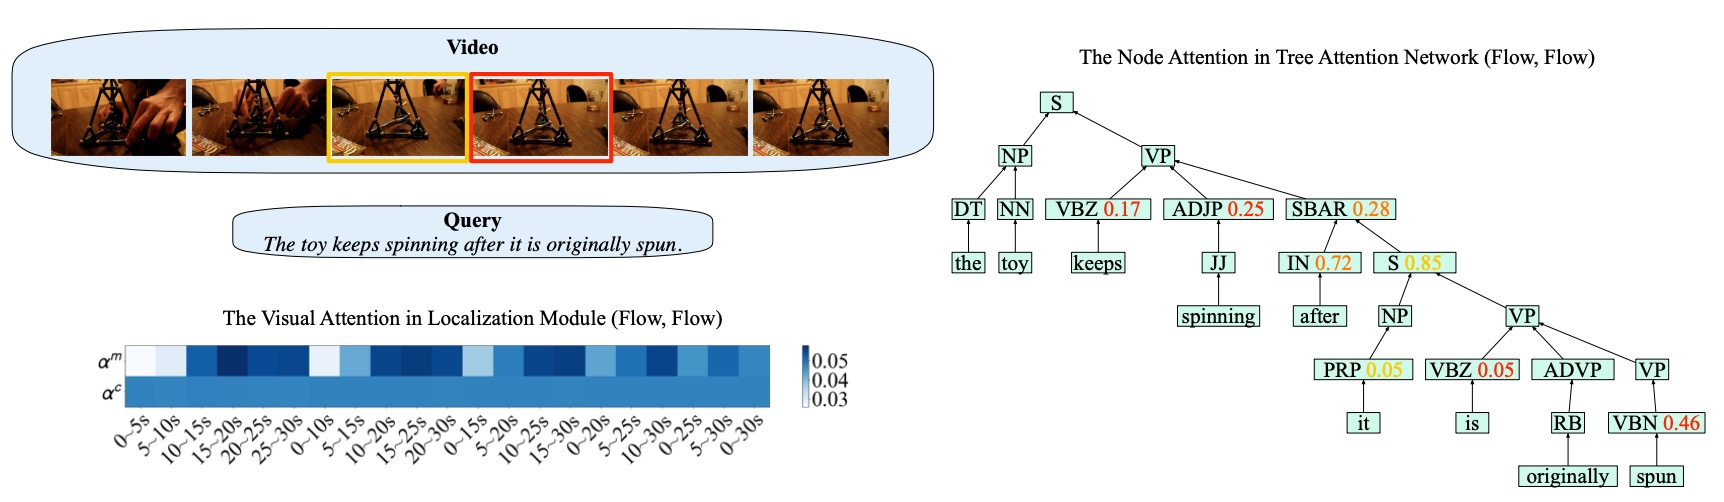 Video
Query
The toy keeps spinning after it is originally spun.
The Visual Attention in Localization Module (Flow, Flow)
α^m
α^c
0.05
0.04
0.03
0~5s 5~10s 10~15s 15~20s 20~25s 25~30s 0~10s 5~15s 10~20s 15~25s 20~30s 0~15s 5~20s 10~25s 15~30s 0~20s 5~25s 10~30s 0~25s 5~30s 0~30s
The Node Attention in Tree Attention Network (Flow, Flow)
S
NP VP
DT NN VBZ 0.17 ADJP 0.25 SBAR 0.28
the toy keeps JJ IN 0.72 S 0.85
spinning after NP VP
PRP 0.05 VBZ 0.05 ADVP VP
it is RB VBN 0.46
originally spun